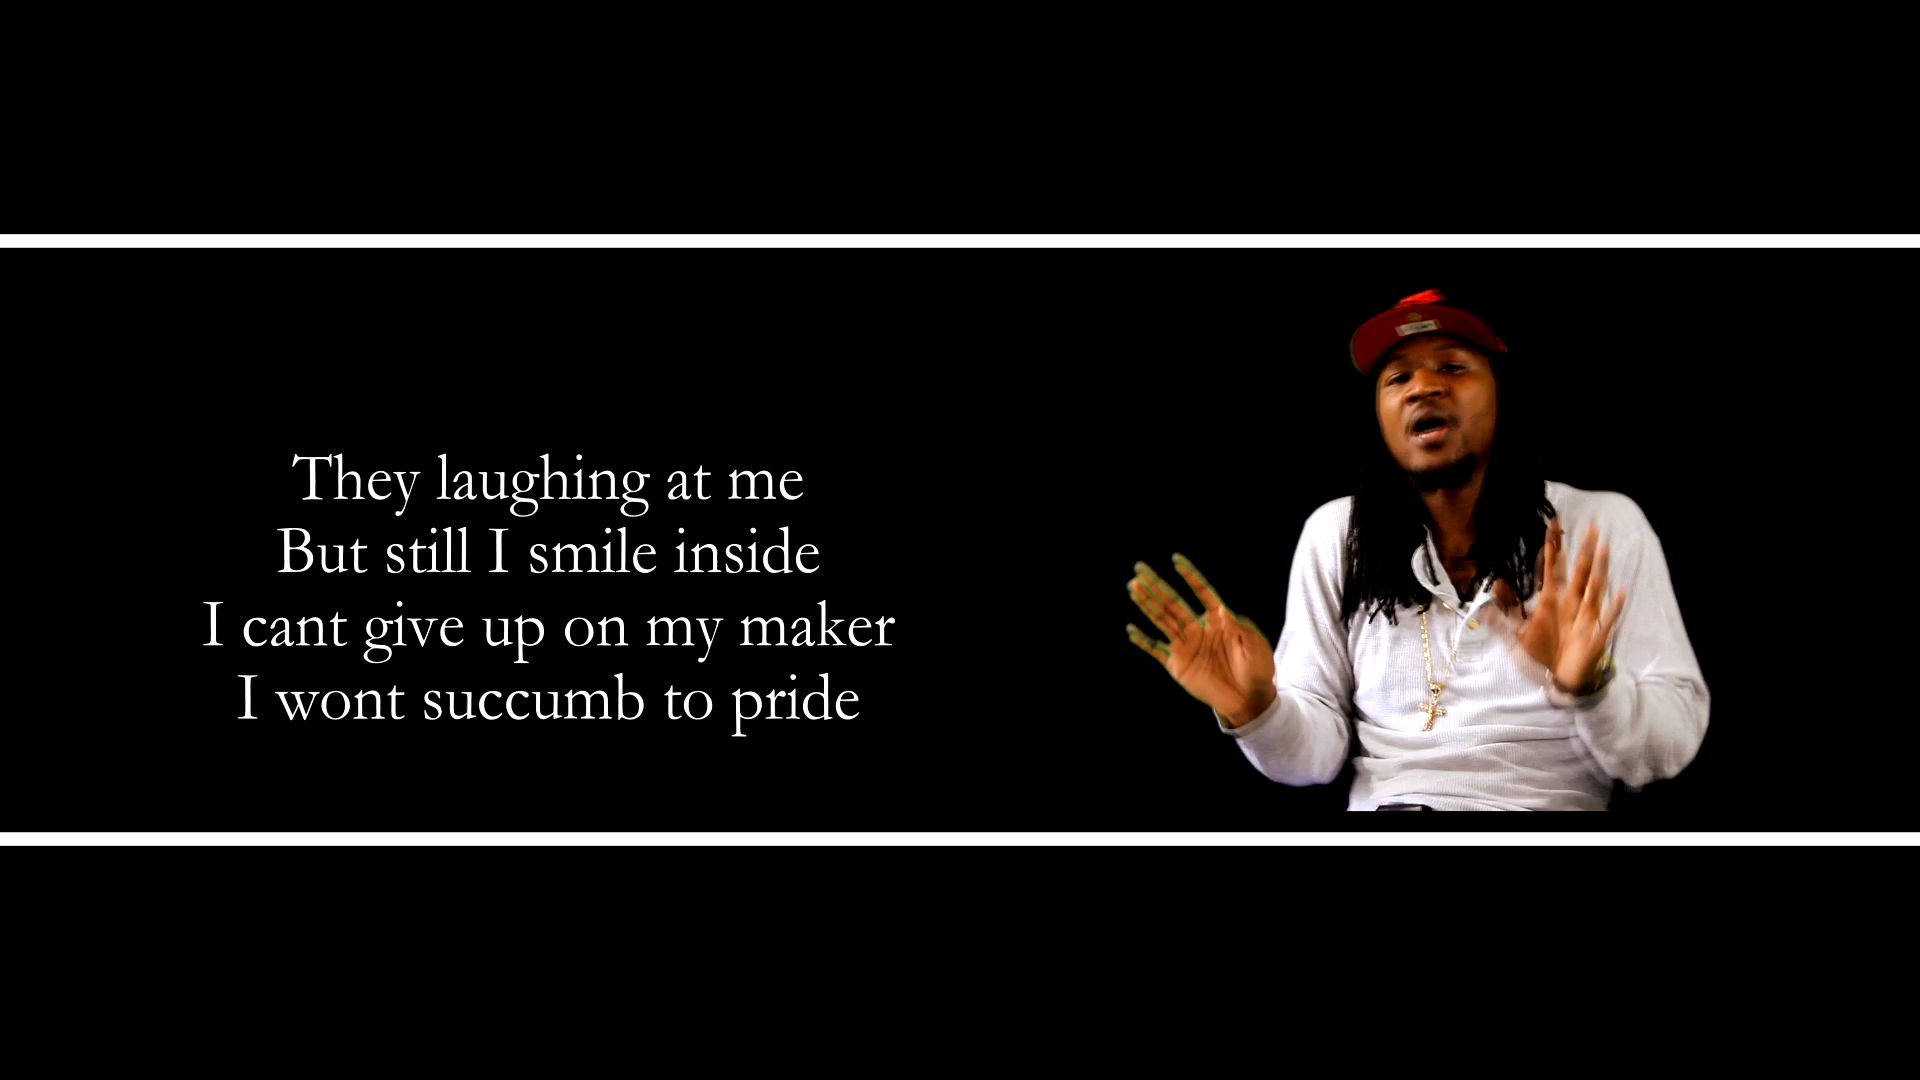 They laughing at me
But still I smile inside
I cant give up on my maker
I wont succumb to pride